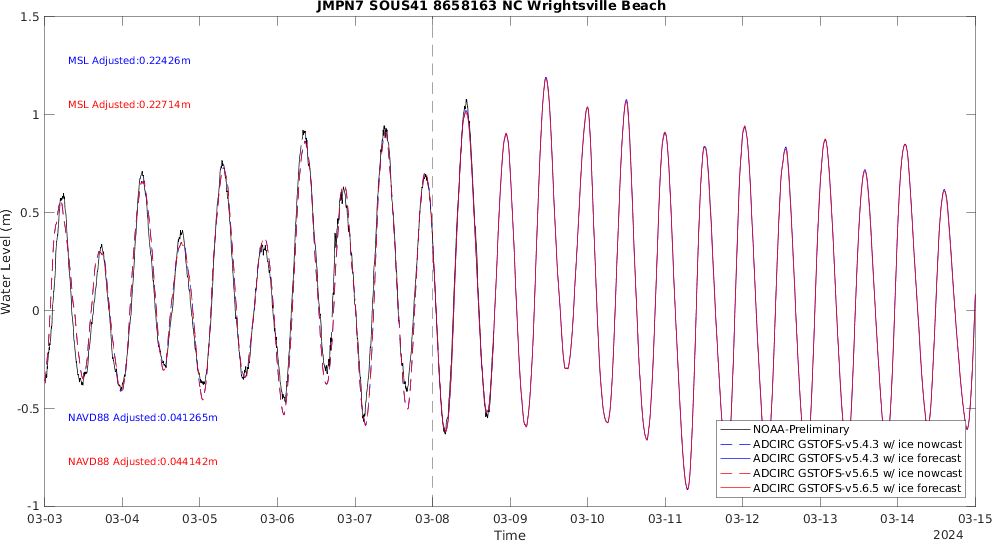 JMPN7 SOUS41 8658163 NC Wrightsville Beach
1.5
MSL Adjusted:0.22426m
MSL Adjusted:0.22714m
1
0.5
Water Level (m)
0
-0.5
NAVD88 Adjusted:0.041265m
NAVD88 Adjusted:0.044142m
-1
NOAA-Preliminary
ADCIRC GSTOFS-v5.4.3 w/ ice nowcast
ADCIRC GSTOFS-v5.4.3 w/ ice forecast
ADCIRC GSTOFS-v5.6.5 w/ ice nowcast
ADCIRC GSTOFS-v5.6.5 w/ ice forecast
03-03 03-04 03-05 03-06 03-07 03-08 03-09 03-10 03-11 03-12 03-13 03-14 03-15
Time
2024